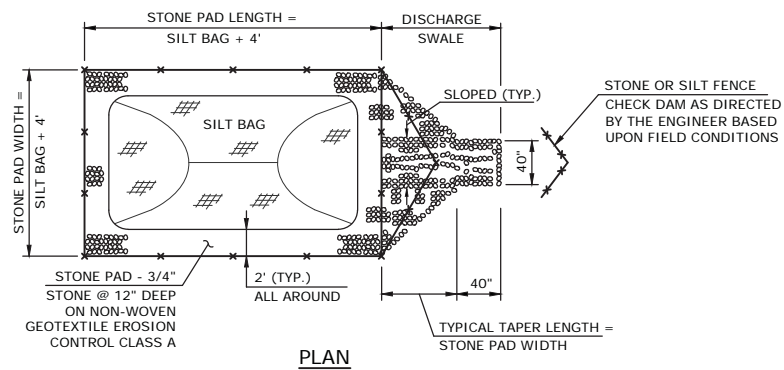 STONE PAD LENGTH =
SILT BAG + 4'
DISCHARGE
SWALE
STONE PAD WIDTH =
SILT BAG + 4'
SILT BAG
SLOPED (TYP.)
40"
STONE OR SILT FENCE
CHECK DAM AS DIRECTED
BY THE ENGINEER BASED
UPON FIELD CONDITIONS
STONE PAD - 3/4"
STONE @ 12" DEEP
ON NON-WOVEN
GEOTEXTILE EROSION
CONTROL CLASS A
2' (TYP.)
ALL AROUND
40"
TYPICAL TAPER LENGTH =
STONE PAD WIDTH
PLAN